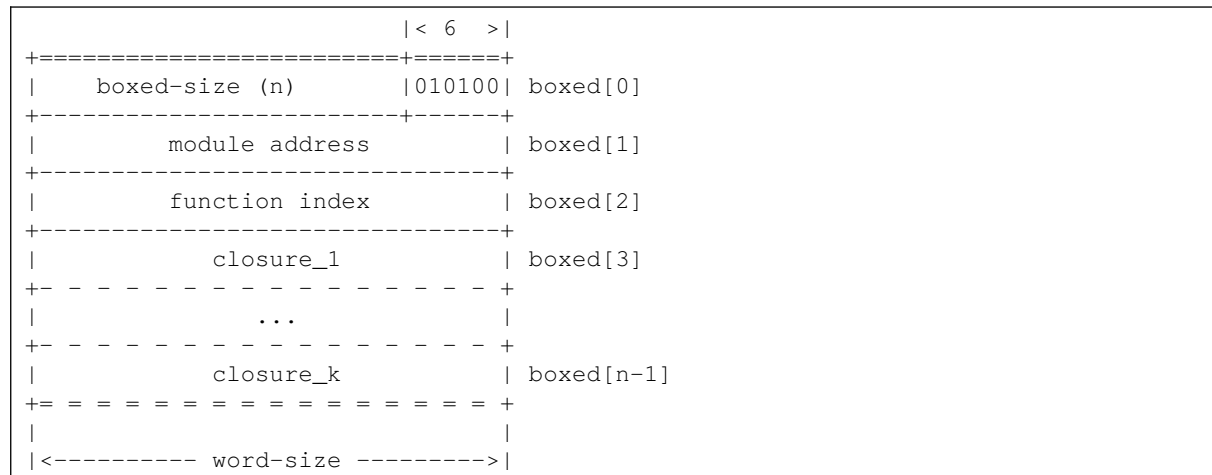 |< 6  >|
+=========================+======+
|    boxed-size (n)       |010100| boxed[0]
+-------------------------+------+
|         module address         | boxed[1]
+--------------------------------+
|         function index         | boxed[2]
+--------------------------------+
|            closure_1           | boxed[3]
+- - - - - - - - - - - - - - - - +
|               ...              |
+- - - - - - - - - - - - - - - - +
|            closure_k           | boxed[n-1]
+= = = = = = = = = = = = = = = = +
|                                |
|<---------- word-size --------->|